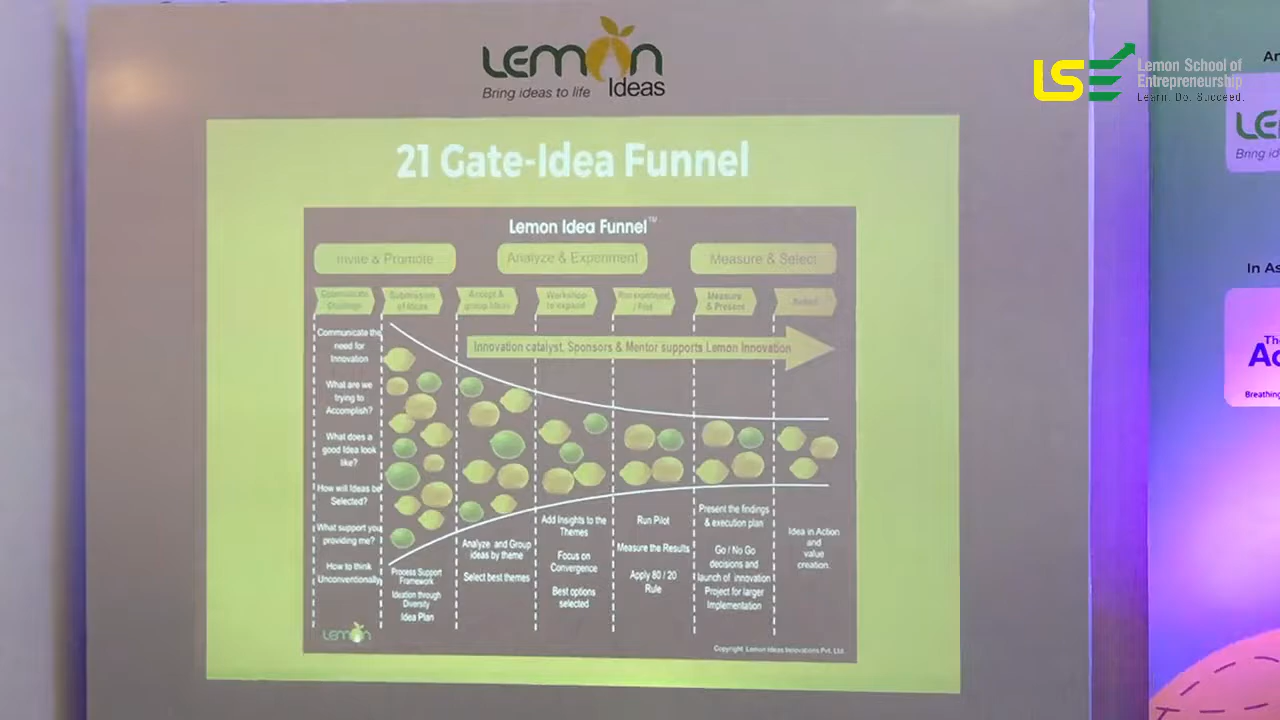 LEMON
Ideas
Bring ideas to life
LSE
Lemon School of
Entrepreneurship
Learn. Do. Succeed.
21 Gate-Idea Funnel
Lemon Idea Funnel™
Invite & Promote
Analyze & Experiment
Measure & Select
Communicate
Challenge
Submission
of Ideas
Accept &
group Ideas
Workshop
to expand
Run experiment
/ Pilot
Measure
& Present
Select
Innovation catalyst, Sponsors & Mentor supports Lemon Innovation
Communicate the
need for
Innovation
What are we
trying to
Accomplish?
What does a
good Idea look
like?
How will Ideas be
Selected?
What support you
providing me?
How to think
Unconventionally
Process Support
Framework
Ideation through
Diversity
Idea Plan
Analyze and Group
ideas by theme
Select best themes
Add Insights to the
Themes
Focus on
Convergence
Best options
selected
Run Pilot
Measure the Results
Apply 80 / 20
Rule
Present the findings
& execution plan
Go / No Go
decisions and
launch of innovation
Project for larger
Implementation
Idea in Action
and
value
creation.
LEMON
Copyright Lemon Ideas Innovations Pvt. Ltd.
An
LE
Bring id
In As
The
Ac
Breathing